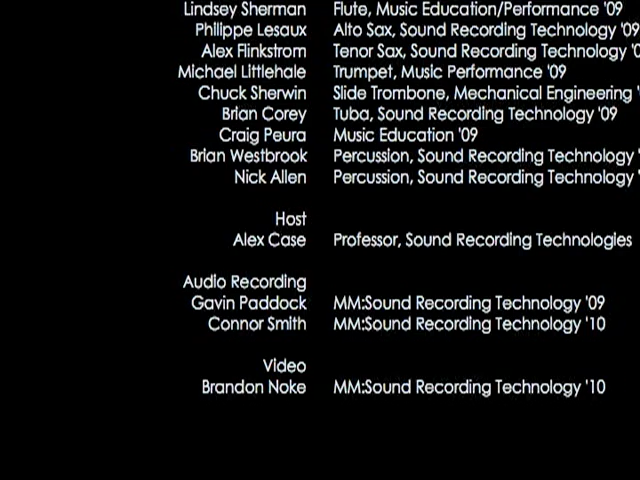 Lindsey Sherman Flute, Music Education/Performance '09
Philippe Lesaux Alto Sax, Sound Recording Technology '09
Alex Flinkstrom Tenor Sax, Sound Recording Technology '0
Michael Littlehale Trumpet, Music Performance '09
Chuck Sherwin Slide Trombone, Mechanical Engineering '
Brian Corey Tuba, Sound Recording Technology '09
Craig Peura Music Education '09
Brian Westbrook Percussion, Sound Recording Technology '
Nick Allen Percussion, Sound Recording Technology '
Host
Alex Case Professor, Sound Recording Technologies
Audio Recording
Gavin Paddock MM:Sound Recording Technology '09
Connor Smith MM:Sound Recording Technology '10
Video
Brandon Noke MM:Sound Recording Technology '10